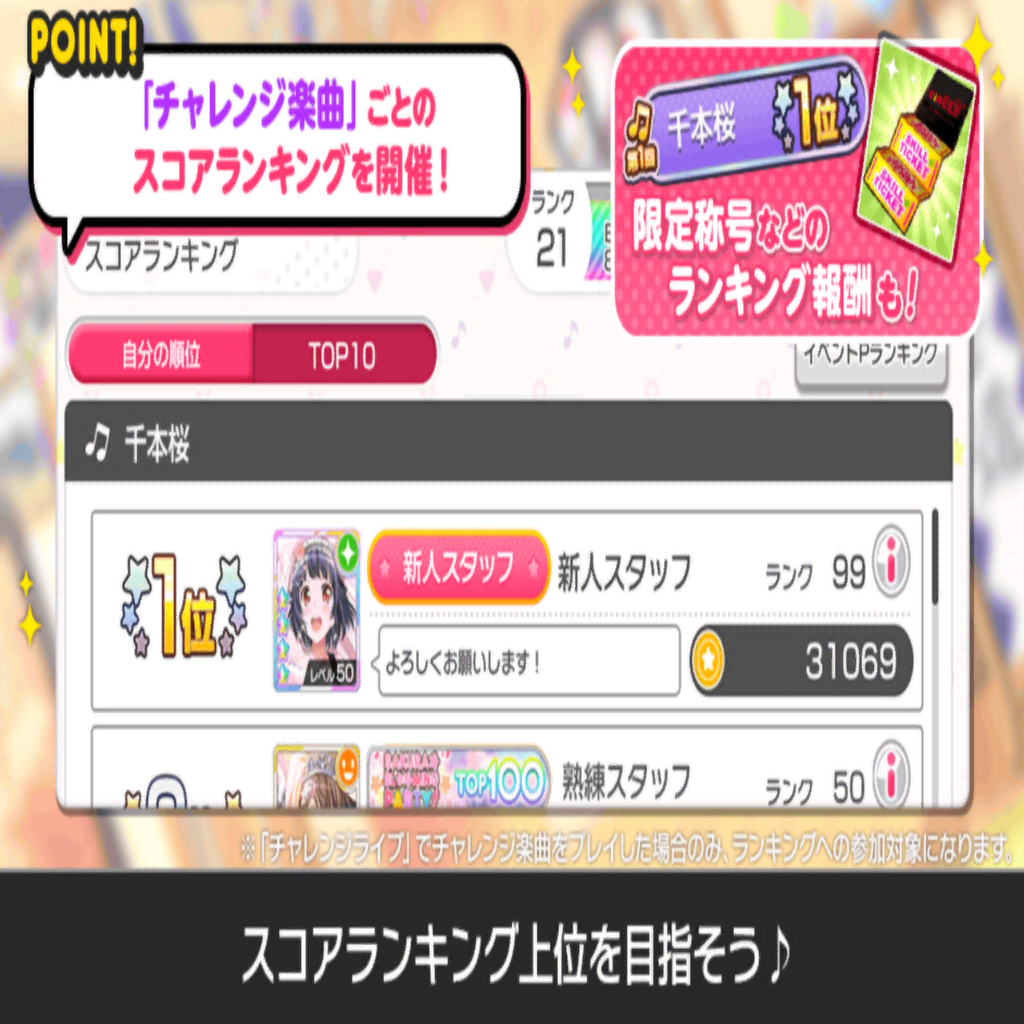 POINT!
「チャレンジ楽曲」ごとの
スコアランキングを開催!
第1回 千本桜 1位
SKILL TICKET
SKILL TICKET
限定称号などの
ランキング報酬も!
スコアランキング
ランク
21
自分の順位 TOP10
イベントPランキング
千本桜
1位
レベル50
新人スタッフ 新人スタッフ ランク 99
よろしくお願いします!
31069
TOP100 熟練スタッフ ランク 50
※「チャレンジライブ」でチャレンジ楽曲をプレイした場合のみ、ランキングへの参加対象になります。
スコアランキング上位を目指そう♪